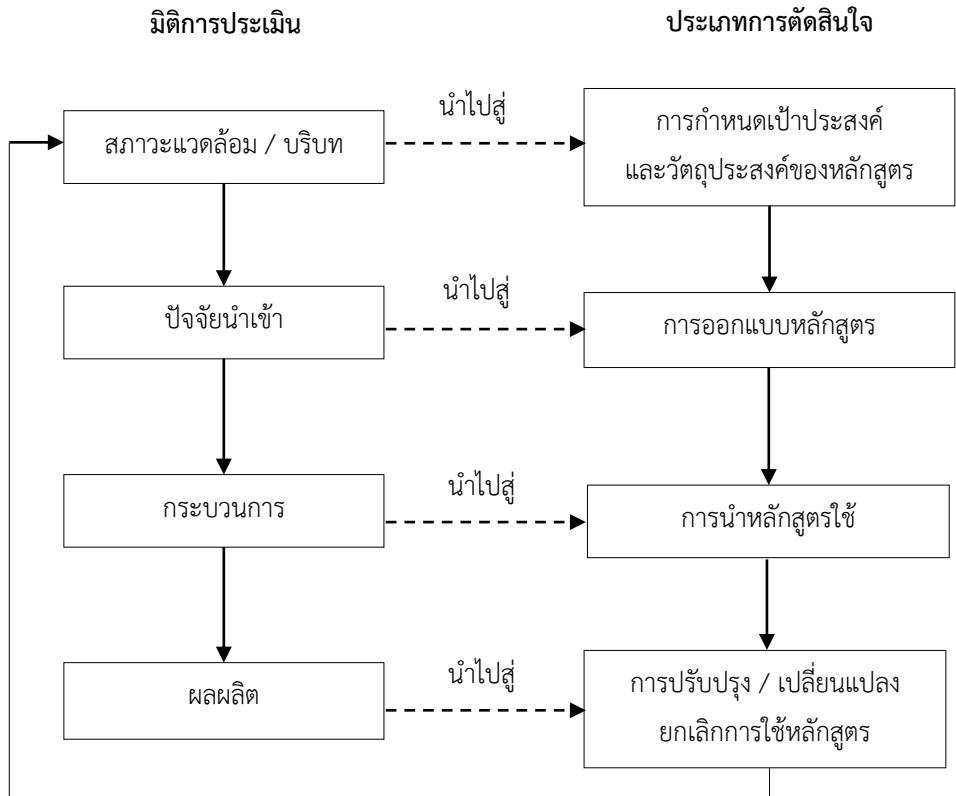 มิติการประเมิน
ประเภทการตัดสินใจ
สภาวะแวดล้อม / บริบท
นำไปสู่
การกำหนดเป้าประสงค์
และวัตถุประสงค์ของหลักสูตร
ปัจจัยนำเข้า
นำไปสู่
การออกแบบหลักสูตร
กระบวนการ
นำไปสู่
การนำหลักสูตรใช้
ผลผลิต
นำไปสู่
การปรับปรุง / เปลี่ยนแปลง
ยกเลิกการใช้หลักสูตร